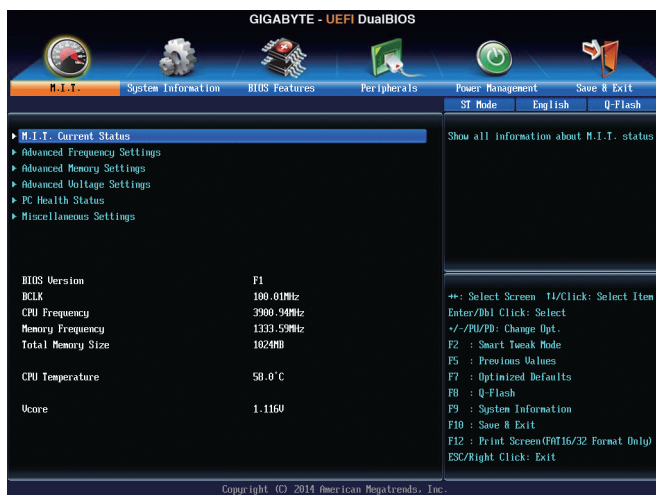 GIGABYTE - UEFI DualBIOS
M.I.T.
System Information
BIOS Features
Peripherals
Power Management
Save & Exit
ST Mode
English
Q-Flash
M.I.T. Current Status
Advanced Frequency Settings
Advanced Memory Settings
Advanced Voltage Settings
PC Health Status
Miscellaneous Settings
BIOS Version F1
BCLK 100.01MHz
CPU Frequency 3900.94MHz
Memory Frequency 1333.59MHz
Total Memory Size 1024MB
CPU Temperature 58.0°C
Vcore 1.116V
Show all information about M.I.T. status
→←: Select Screen ↑↓/Click: Select Item
Enter/Dbl Click: Select
+/-/PU/PD: Change Opt.
F2 : Smart Tweak Mode
F5 : Previous Values
F7 : Optimized Defaults
F8 : Q-Flash
F9 : System Information
F10 : Save & Exit
F12 : Print Screen(FAT16/32 Format Only)
ESC/Right Click: Exit
Copyright (C) 2014 American Megatrends, Inc.